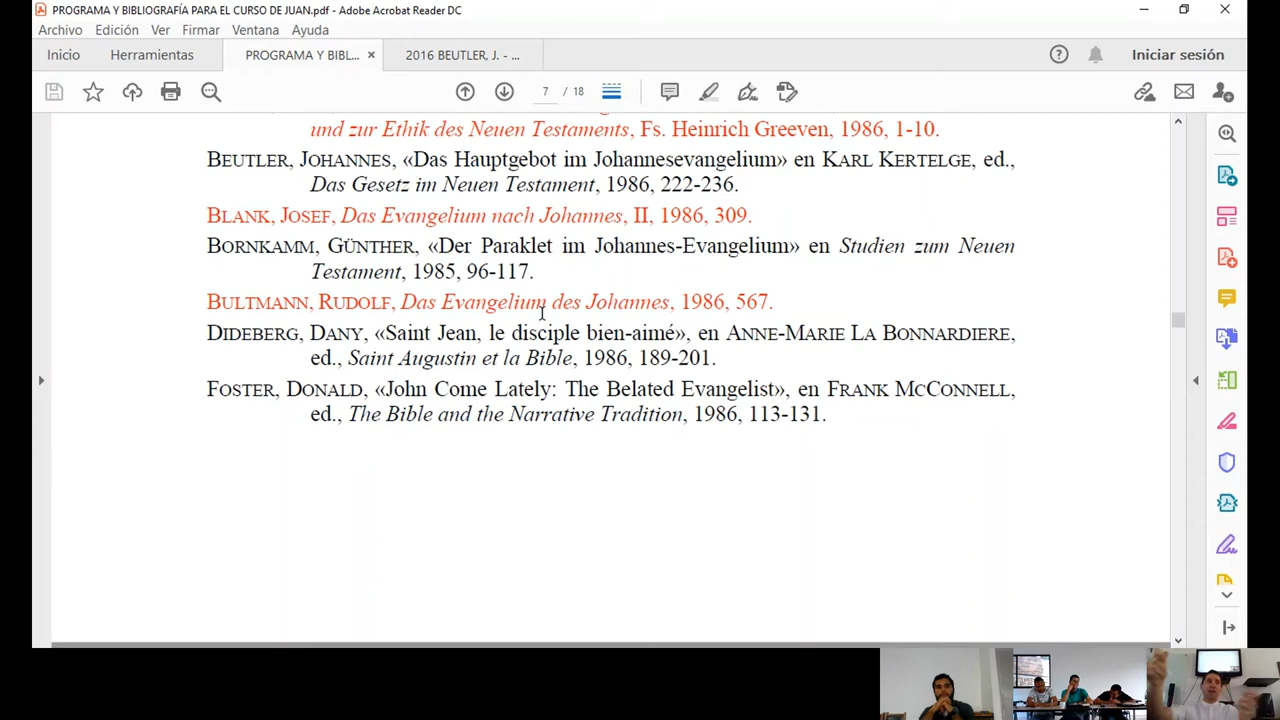 PROGRAMA Y BIBLIOGRAFÍA PARA EL CURSO DE JUAN.pdf - Adobe Acrobat Reader DC
Archivo Edición Ver Firmar Ventana Ayuda
Inicio Herramientas PROGRAMA Y BIBL... × 2016 BEUTLER, J. - ... Iniciar sesión
7 / 18
und zur Ethik des Neuen Testaments, Fs. Heinrich Greeven, 1986, 1-10.
BEUTLER, JOHANNES, «Das Hauptgebot im Johannesevangelium» en KARL KERTELGE, ed.,
Das Gesetz im Neuen Testament, 1986, 222-236.
BLANK, JOSEF, Das Evangelium nach Johannes, II, 1986, 309.
BORNKAMM, GÜNTHER, «Der Paraklet im Johannes-Evangelium» en Studien zum Neuen
Testament, 1985, 96-117.
BULTMANN, RUDOLF, Das Evangelium des Johannes, 1986, 567.
DIDEBERG, DANY, «Saint Jean, le disciple bien-aimé», en ANNE-MARIE LA BONNARDIERE,
ed., Saint Augustin et la Bible, 1986, 189-201.
FOSTER, DONALD, «John Come Lately: The Belated Evangelist», en FRANK MCCONNELL,
ed., The Bible and the Narrative Tradition, 1986, 113-131.